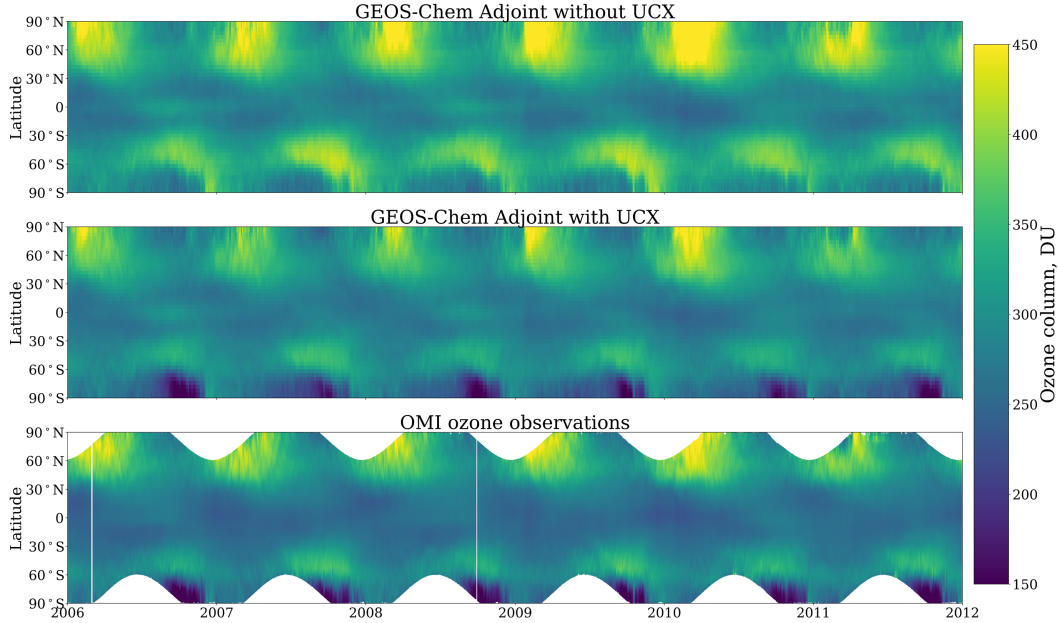 GEOS-Chem Adjoint without UCX
90°N
60°N
30°N
0
30°S
60°S
90°S
Latitude
GEOS-Chem Adjoint with UCX
90°N
60°N
30°N
0
30°S
60°S
90°S
Latitude
OMI ozone observations
90°N
60°N
30°N
0
30°S
60°S
90°S
Latitude
2006 2007 2008 2009 2010 2011 2012
450
400
350
300
250
200
150
Ozone column, DU